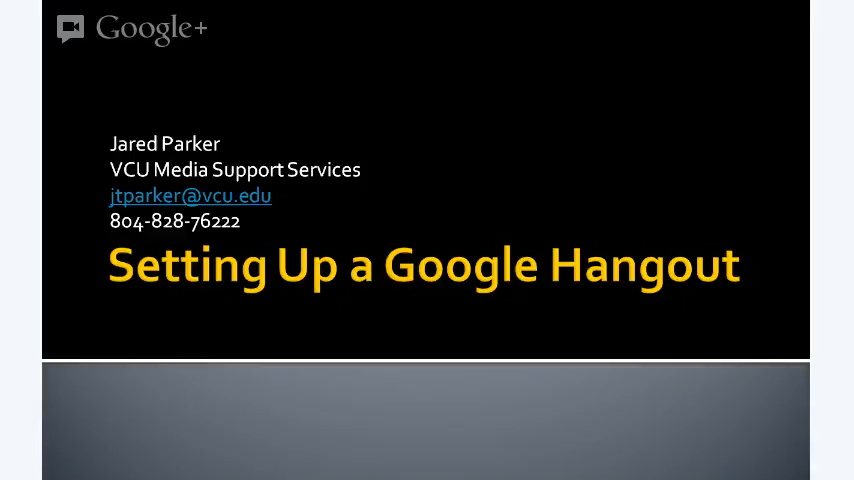 Google+
Jared Parker
VCU Media Support Services
jtparker@vcu.edu
804-828-76222
Setting Up a Google Hangout